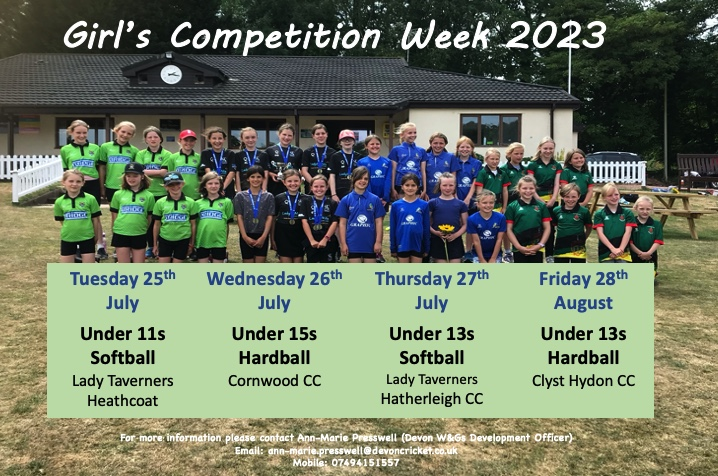 Girl's Competition Week 2023
Tuesday 25th July
Under 11s
Softball
Lady Taverners
Heathcoat
Wednesday 26th July
Under 15s
Hardball
Cornwood CC
Thursday 27th July
Under 13s
Softball
Lady Taverners
Hatherleigh CC
Friday 28th August
Under 13s
Hardball
Clyst Hydon CC
For more information please contact Ann-Marie Presswell (Devon W&Gs Development Officer)
Email: ann-marie.presswell@devoncricket.co.uk
Mobile: 07494151557